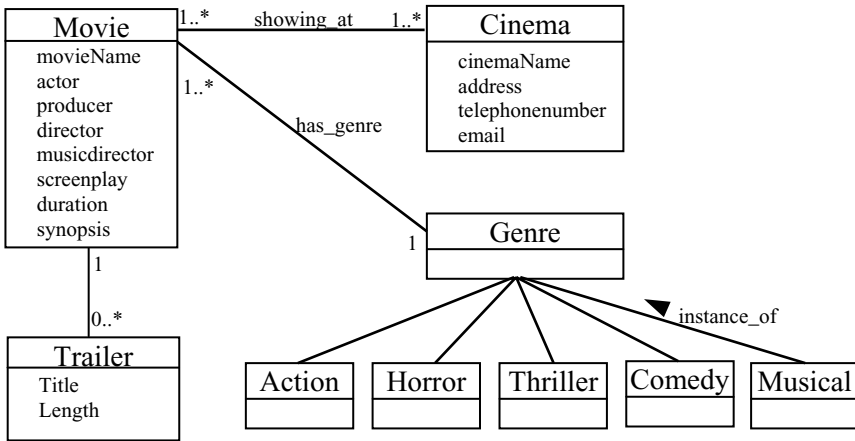 Movie
movieName
actor
producer
director
musicdirector
screenplay
duration
synopsis
1..*
showing_at
1..*
Cinema
cinemaName
address
telephonenumber
email
1..*
has_genre
1
Genre
1
0..*
Trailer
Title
Length
instance_of
Action
Horror
Thriller
Comedy
Musical